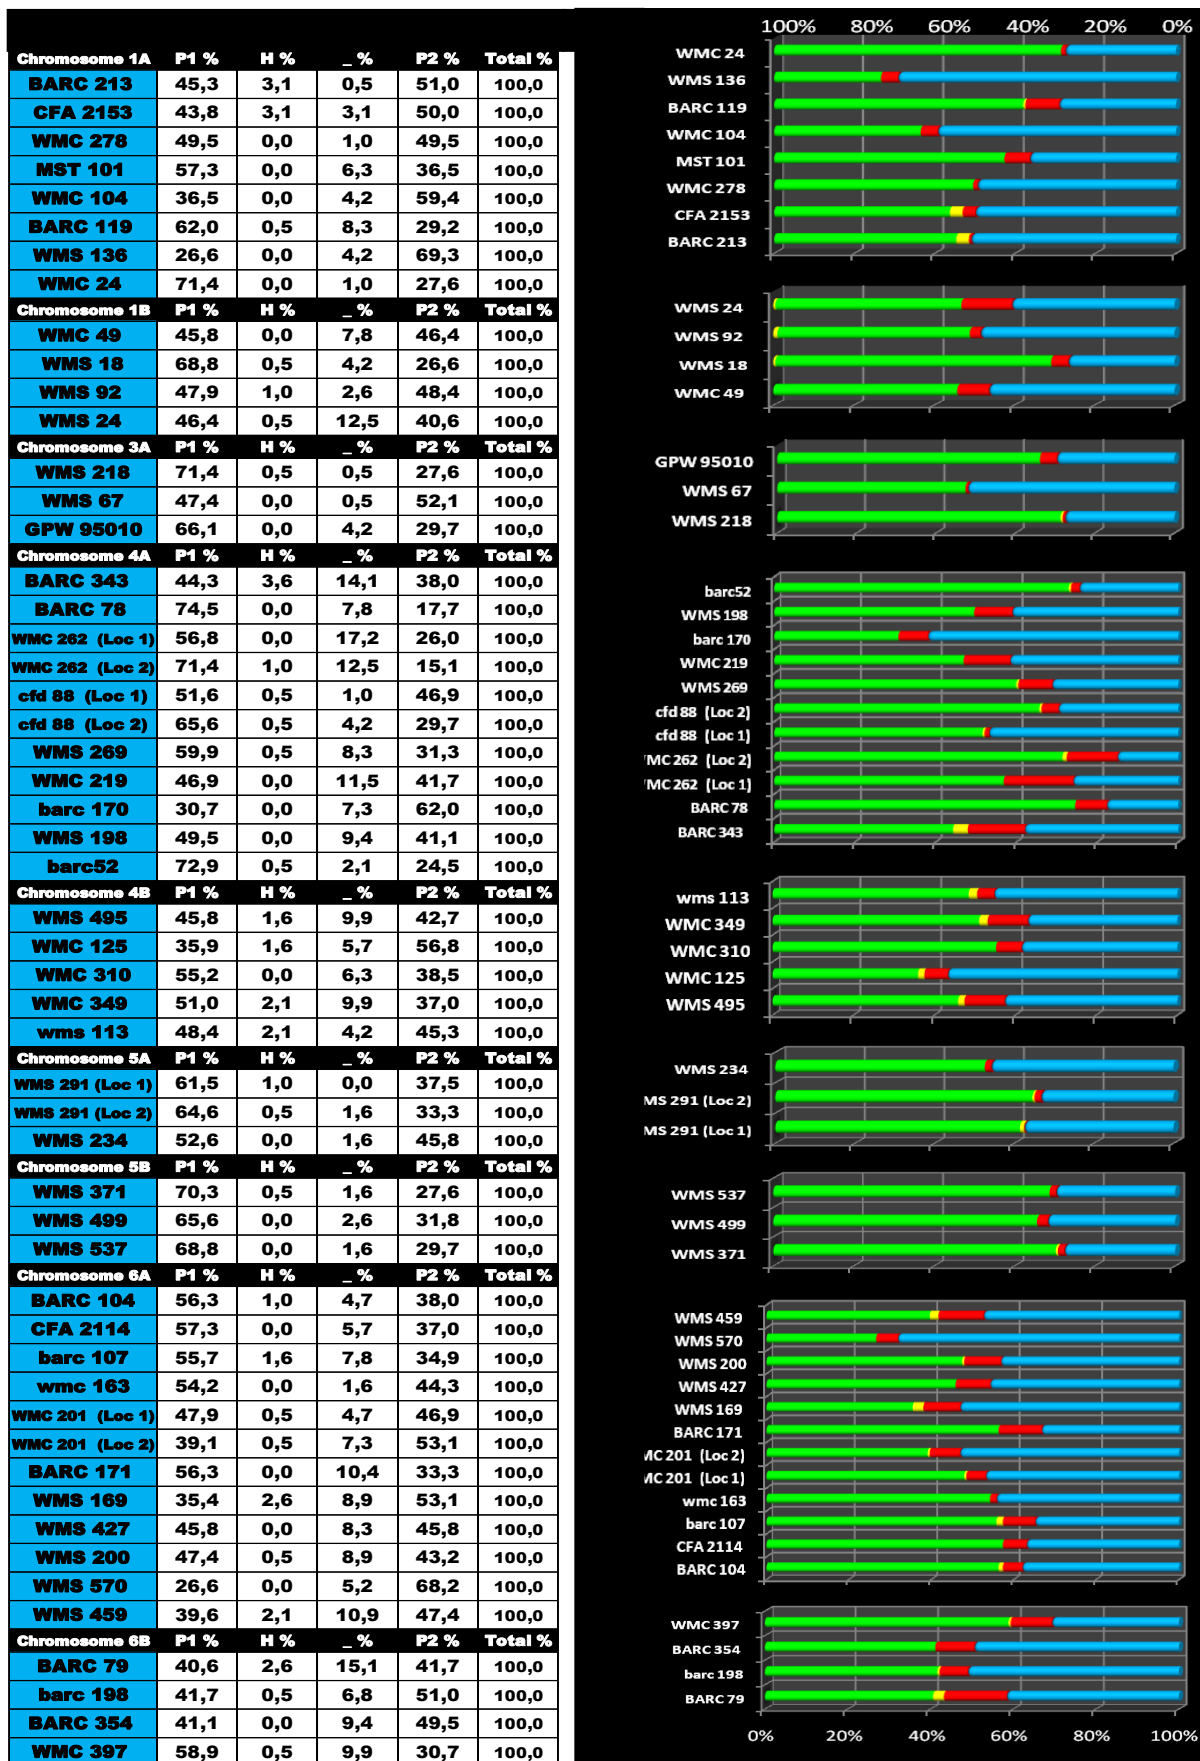 Chromosome 1A P1 % H % _ % P2 % Total %
BARC 213 45,3 3,1 0,5 51,0 100,0
CFA 2153 43,8 3,1 3,1 50,0 100,0
WMC 278 49,5 0,0 1,0 49,5 100,0
MST 101 57,3 0,0 6,3 36,5 100,0
WMC 104 36,5 0,0 4,2 59,4 100,0
BARC 119 62,0 0,5 8,3 29,2 100,0
WMS 136 26,6 0,0 4,2 69,3 100,0
WMC 24 71,4 0,0 1,0 27,6 100,0
Chromosome 1B P1 % H % _ % P2 % Total %
WMC 49 45,8 0,0 7,8 46,4 100,0
WMS 18 68,8 0,5 4,2 26,6 100,0
WMS 92 47,9 1,0 2,6 48,4 100,0
WMS 24 46,4 0,5 12,5 40,6 100,0
Chromosome 3A P1 % H % _ % P2 % Total %
WMS 218 71,4 0,5 0,5 27,6 100,0
WMS 67 47,4 0,0 0,5 52,1 100,0
GPW 95010 66,1 0,0 4,2 29,7 100,0
Chromosome 4A P1 % H % _ % P2 % Total %
BARC 343 44,3 3,6 14,1 38,0 100,0
BARC 78 74,5 0,0 7,8 17,7 100,0
WMC 262 (Loc 1) 56,8 0,0 17,2 26,0 100,0
WMC 262 (Loc 2) 71,4 1,0 12,5 15,1 100,0
cfd 88 (Loc 1) 51,6 0,5 1,0 46,9 100,0
cfd 88 (Loc 2) 65,6 0,5 4,2 29,7 100,0
WMS 269 59,9 0,5 8,3 31,3 100,0
WMC 219 46,9 0,0 11,5 41,7 100,0
barc 170 30,7 0,0 7,3 62,0 100,0
WMS 198 49,5 0,0 9,4 41,1 100,0
barc52 72,9 0,5 2,1 24,5 100,0
Chromosome 4B P1 % H % _ % P2 % Total %
WMS 495 45,8 1,6 9,9 42,7 100,0
WMC 125 35,9 1,6 5,7 56,8 100,0
WMC 310 55,2 0,0 6,3 38,5 100,0
WMC 349 51,0 2,1 9,9 37,0 100,0
wms 113 48,4 2,1 4,2 45,3 100,0
Chromosome 5A P1 % H % _ % P2 % Total %
WMS 291 (Loc 1) 61,5 1,0 0,0 37,5 100,0
WMS 291 (Loc 2) 64,6 0,5 1,6 33,3 100,0
WMS 234 52,6 0,0 1,6 45,8 100,0
Chromosome 5B P1 % H % _ % P2 % Total %
WMS 371 70,3 0,5 1,6 27,6 100,0
WMS 499 65,6 0,0 2,6 31,8 100,0
WMS 537 68,8 0,0 1,6 29,7 100,0
Chromosome 6A P1 % H % _ % P2 % Total %
BARC 104 56,3 1,0 4,7 38,0 100,0
CFA 2114 57,3 0,0 5,7 37,0 100,0
barc 107 55,7 1,6 7,8 34,9 100,0
wmc 163 54,2 0,0 1,6 44,3 100,0
WMC 201 (Loc 1) 47,9 0,5 4,7 46,9 100,0
WMC 201 (Loc 2) 39,1 0,5 7,3 53,1 100,0
BARC 171 56,3 0,0 10,4 33,3 100,0
WMS 169 35,4 2,6 8,9 53,1 100,0
WMS 427 45,8 0,0 8,3 45,8 100,0
WMS 200 47,4 0,5 8,9 43,2 100,0
WMS 570 26,6 0,0 5,2 68,2 100,0
WMS 459 39,6 2,1 10,9 47,4 100,0
Chromosome 6B P1 % H % _ % P2 % Total %
BARC 79 40,6 2,6 15,1 41,7 100,0
barc 198 41,7 0,5 6,8 51,0 100,0
BARC 354 41,1 0,0 9,4 49,5 100,0
WMC 397 58,9 0,5 9,9 30,7 100,0
100% 80% 60% 40% 20% 0%
WMC 24
WMS 136
BARC 119
WMC 104
MST 101
WMC 278
CFA 2153
BARC 213
WMS 24
WMS 92
WMS 18
WMC 49
GPW 95010
WMS 67
WMS 218
barc52
WMS 198
barc 170
WMC 219
WMS 269
cfd 88 (Loc 2)
cfd 88 (Loc 1)
MC 262 (Loc 2)
MC 262 (Loc 1)
BARC 78
BARC 343
wms 113
WMC 349
WMC 310
WMC 125
WMS 495
WMS 234
MS 291 (Loc 2)
MS 291 (Loc 1)
WMS 537
WMS 499
WMS 371
WMS 459
WMS 570
WMS 200
WMS 427
WMS 169
BARC 171
MC 201 (Loc 2)
MC 201 (Loc 1)
wmc 163
barc 107
CFA 2114
BARC 104
WMC 397
BARC 354
barc 198
BARC 79
0% 20% 40% 60% 80% 100%